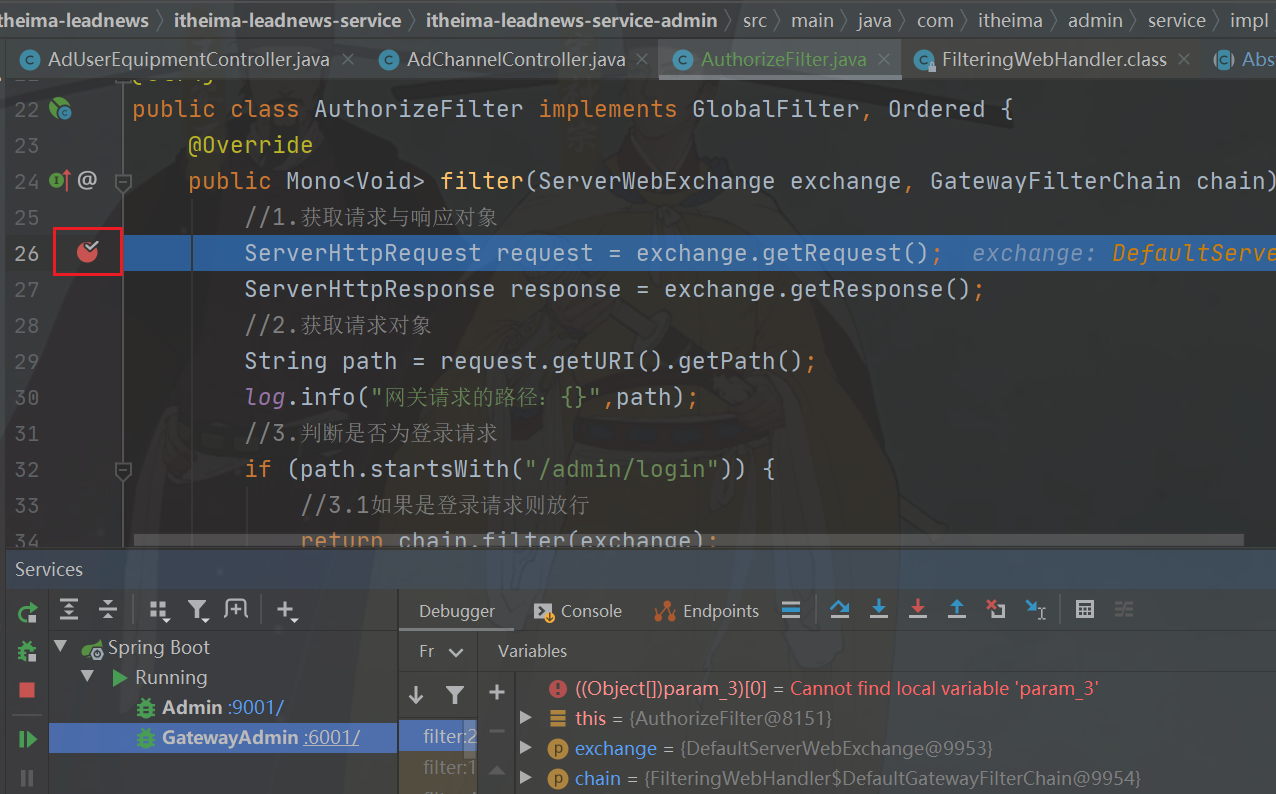 theima-leadnews 〉 itheima-leadnews-service 〉 itheima-leadnews-service-admin 〉 src 〉 main 〉 java 〉 com 〉 itheima 〉 admin 〉 service 〉 impl
AdUserEquipmentController.java × AdChannelController.java × AuthorizeFilter.java × FilteringWebHandler.class × Abs
22 public class AuthorizeFilter implements GlobalFilter, Ordered {
23 @Override
24 @ public Mono<Void> filter(ServerWebExchange exchange, GatewayFilterChain chain)
25 //1.获取请求与响应对象
26 ServerHttpRequest request = exchange.getRequest(); exchange: DefaultServe
27 ServerHttpResponse response = exchange.getResponse();
28 //2.获取请求对象
29 String path = request.getURI().getPath();
30 log.info("网关请求的路径：{}",path);
31 //3.判断是否为登录请求
32 if (path.startsWith("/admin/login")) {
33 //3.1如果是登录请求则放行
34 return chain.filter(exchange);
Services
Debugger Console Endpoints
Spring Boot
Running
Admin :9001/
GatewayAdmin :6001/
Fr Variables
((Object[])param_3)[0] = Cannot find local variable 'param_3'
filter:2 this = {AuthorizeFilter@8151}
filter:1 exchange = {DefaultServerWebExchange@9953}
chain = {FilteringWebHandler$DefaultGatewayFilterChain@9954}